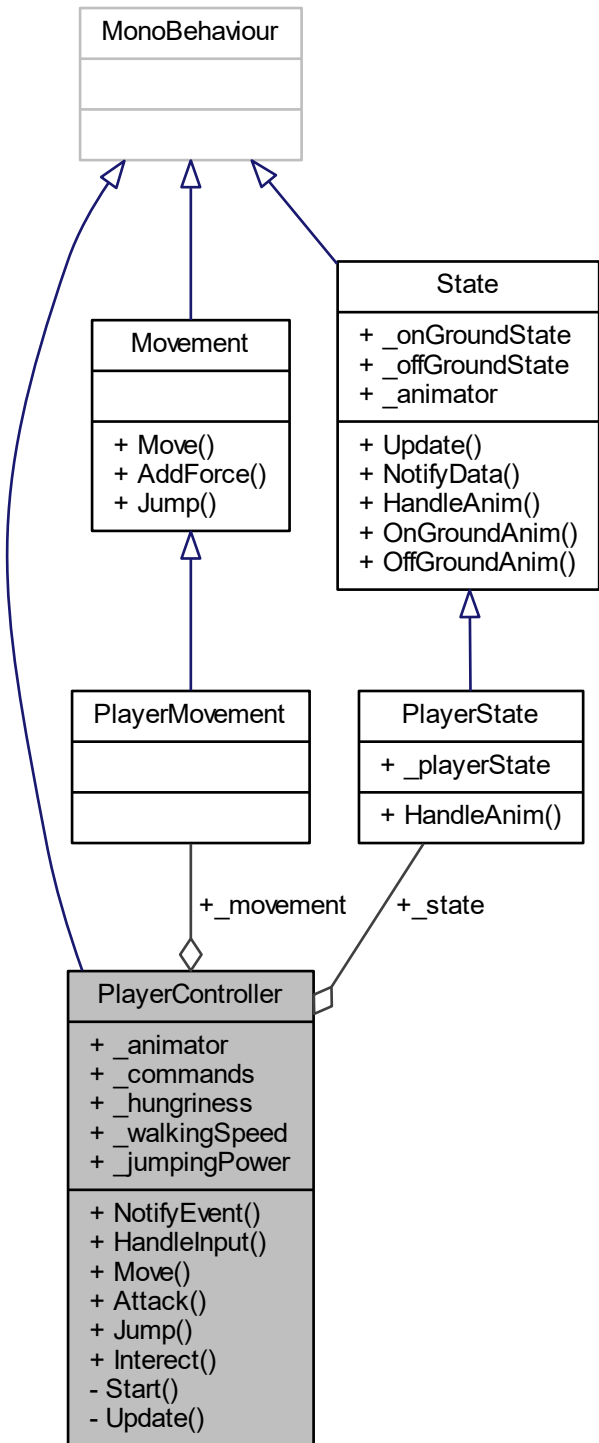 MonoBehaviour
State
+ _onGroundState
+ _offGroundState
+ _animator
+ Update()
+ NotifyData()
+ HandleAnim()
+ OnGroundAnim()
+ OffGroundAnim()
Movement
+ Move()
+ AddForce()
+ Jump()
PlayerMovement
PlayerState
+ _playerState
+ HandleAnim()
+_movement
+_state
PlayerController
+ _animator
+ _commands
+ _hungriness
+ _walkingSpeed
+ _jumpingPower
+ NotifyEvent()
+ HandleInput()
+ Move()
+ Attack()
+ Jump()
+ Interect()
- Start()
- Update()